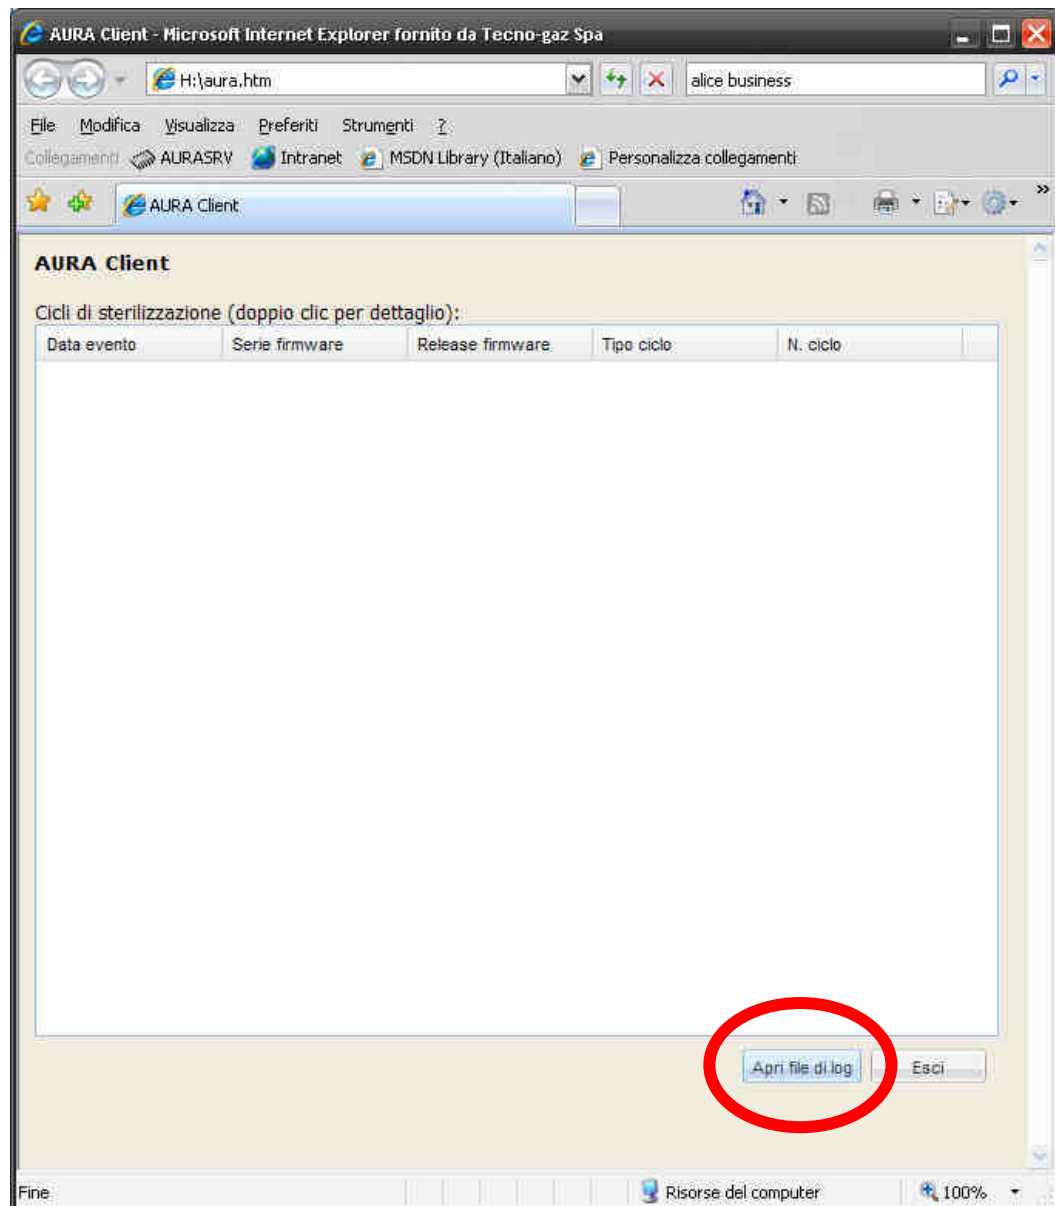 AURA Client - Microsoft Internet Explorer fornito da Tecno-gaz Spa
H:\aura.htm
alice business
File Modifica Visualizza Preferiti Strumenti ?
Collegamenti AURASRV Intranet MSDN Library (Italiano) Personalizza collegamenti
AURA Client
AURA Client
Cicli di sterilizzazione (doppio clic per dettaglio):
Data evento Serie firmware Release firmware Tipo ciclo N. ciclo
Apri file di log Esci
Fine Risorse del computer 100%